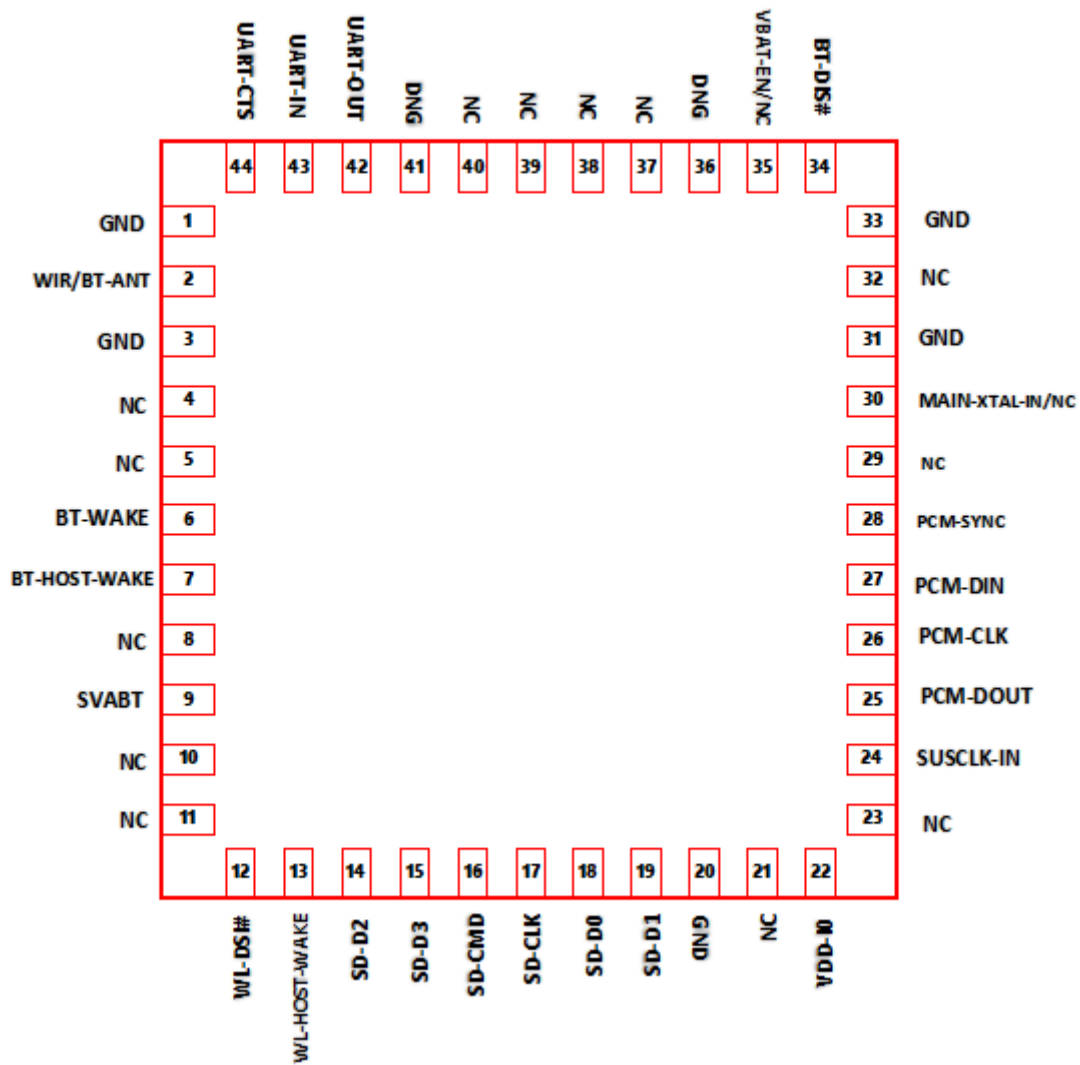 UART-CTS
UART-IN
UART-OUT
DNG
NC
NC
NC
NC
DNG
VBAT-EN/NC
BT-DIS#
44 43 42 41 40 39 38 37 36 35 34
GND 1 33 GND
WIR/BT-ANT 2 32 NC
GND 3 31 GND
NC 4 30 MAIN-XTAL-IN/NC
NC 5 29 NC
BT-WAKE 6 28 PCM-SYNC
BT-HOST-WAKE 7 27 PCM-DIN
NC 8 26 PCM-CLK
SVABT 9 25 PCM-DOUT
NC 10 24 SUSCLK-IN
NC 11 23 NC
12 13 14 15 16 17 18 19 20 21 22
WL-DSI#
WL-HOST-WAKE
SD-D2
SD-D3
SD-CMD
SD-CLK
SD-D0
SD-D1
GND
NC
VDD-I0